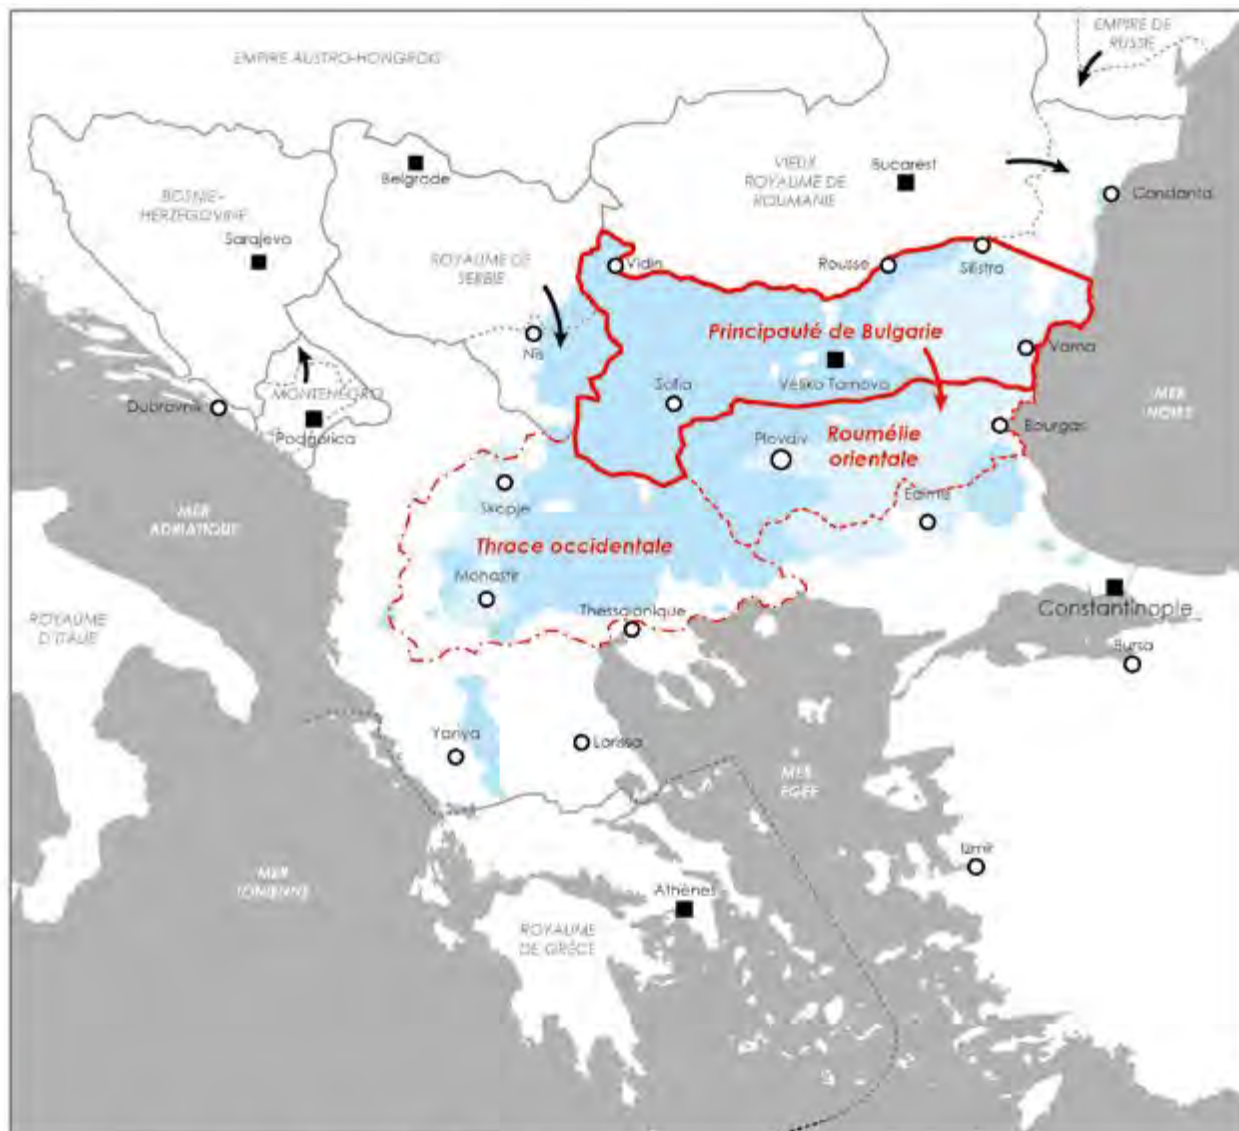 EMPIRE DE
RUSSIE
EMPIRE AUSTRO-HONGROIS
Belgrade
VIEUX
ROYAUME DE
ROUMANIE
Bucarest
Constanta
BOSNIE-
HERZEGOVINE
Sarajevo
ROYAUME DE
SERBIE
Vidin
Rousse
Silistra
Nis
Principauté de Bulgarie
Varna
Veliko Tarnovo
Sofia
MONTENEGRO
Dubrovnik
Podgorica
MER
NOIRE
Bourgas
Roumélie
orientale
Plovdiv
Skopje
Edirne
MER
ADRIATIQUE
Thrace occidentale
Monastir
Thessalonique
Constantinople
ROYAUME
D'ITALIE
Bursa
Yanya
Larissa
MER
EGEE
Izmir
MER
IONIENNE
Athènes
ROYAUME
DE GRÈCE